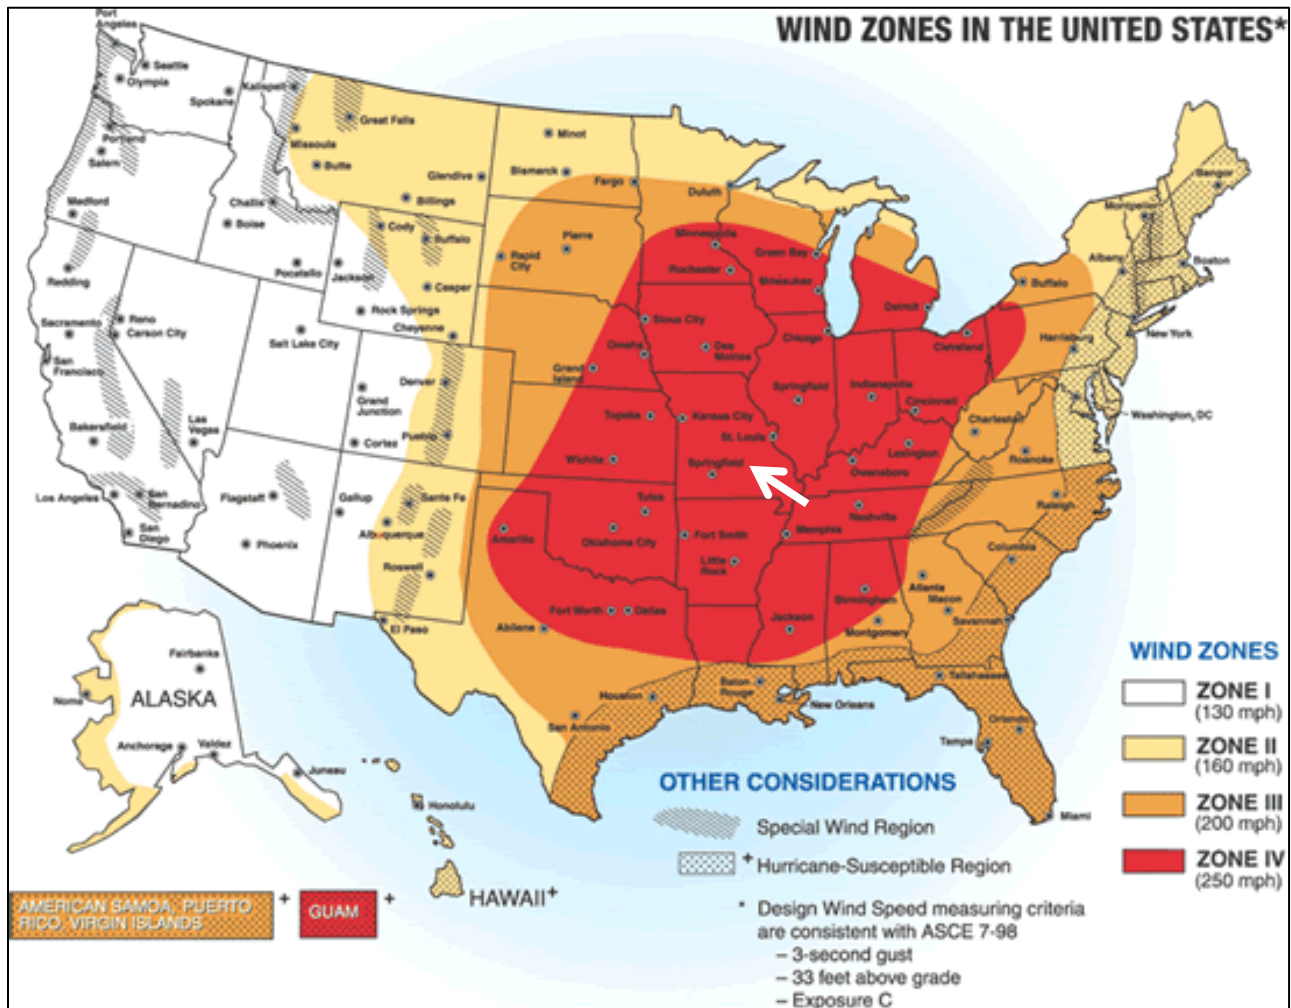 WIND ZONES IN THE UNITED STATES*
Port
Angeles
Seattle
Olympia
Spokane
Kalispell
Great Falls
Missoula
Butte
Glendive
Billings
Minot
Bismarck
Fargo
Duluth
Portland
Salem
Medford
Challis
Boise
Cody
Buffalo
Pocatello
Jackson
Casper
Rock Springs
Cheyenne
Rapid
City
Pierre
Minneapolis
Rochester
Green Bay
Milwaukee
Detroit
Buffalo
Albany
Montpelier
Bangor
Boston
New York
Harrisburg
Washington, DC
Redding
Reno
Carson City
Sacramento
San
Francisco
Salt Lake City
Grand
Junction
Denver
Pueblo
Cortez
Sioux City
Omaha
Des
Moines
Grand
Island
Chicago
Cleveland
Springfield
Indianapolis
Cincinnati
Charleston
Roanoke
Bakersfield
Las
Vegas
Los Angeles
San
Bernadino
San
Diego
Flagstaff
Phoenix
Gallup
Sante Fe
Albuquerque
Roswell
El Paso
Topeka
Kansas City
St. Louis
Wichita
Springfield
Lexington
Owensboro
Raleigh
Tulsa
Amarillo
Oklahoma City
Fort Smith
Little
Rock
Memphis
Nashville
Columbia
Atlanta
Macon
Savannah
Birmingham
Montgomery
Jackson
Fort Worth
Dallas
Abilene
Houston
San Antonio
Baton
Rouge
New Orleans
Tallahassee
Orlando
Tampa
Miami
Fairbanks
ALASKA
Nome
Anchorage
Valdez
Juneau
Honolulu
HAWAII+
AMERICAN SAMOA, PUERTO
RICO, VIRGIN ISLANDS
+
GUAM
+
OTHER CONSIDERATIONS
Special Wind Region
+ Hurricane-Susceptible Region
* Design Wind Speed measuring criteria
are consistent with ASCE 7-98
– 3-second gust
– 33 feet above grade
– Exposure C
WIND ZONES
ZONE I
(130 mph)
ZONE II
(160 mph)
ZONE III
(200 mph)
ZONE IV
(250 mph)